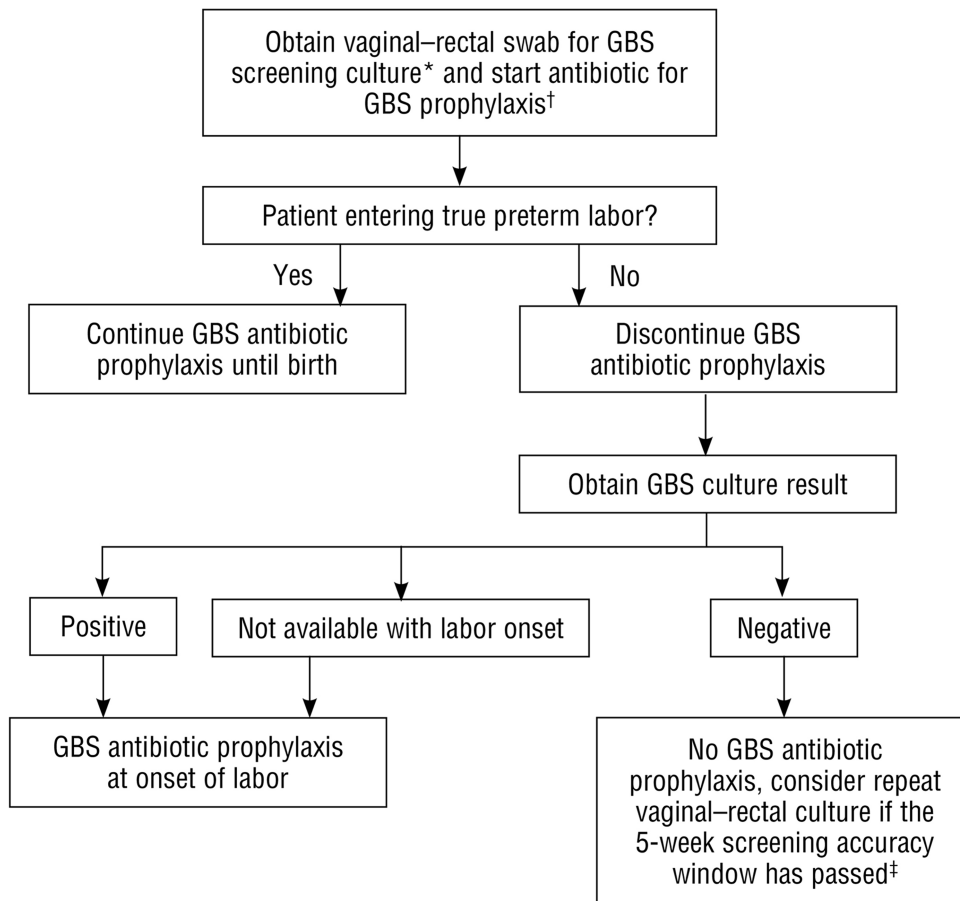 Obtain vaginal–rectal swab for GBS
screening culture* and start antibiotic for
GBS prophylaxis†
Patient entering true preterm labor?
Yes
No
Continue GBS antibiotic
prophylaxis until birth
Discontinue GBS
antibiotic prophylaxis
Obtain GBS culture result
Positive
Not available with labor onset
Negative
GBS antibiotic prophylaxis
at onset of labor
No GBS antibiotic
prophylaxis, consider repeat
vaginal–rectal culture if the
5-week screening accuracy
window has passed‡